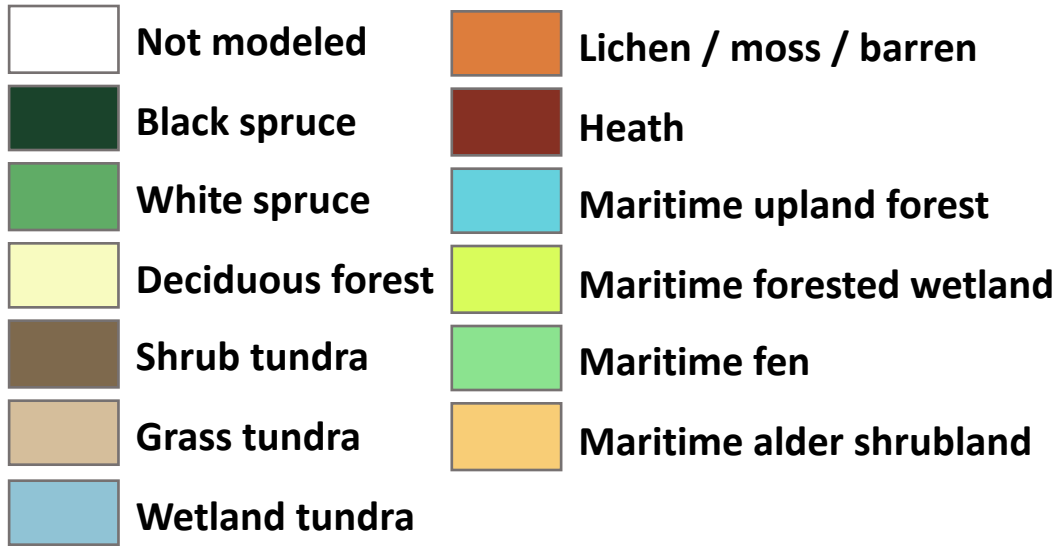 Not modeled
Black spruce
White spruce
Deciduous forest
Shrub tundra
Grass tundra
Wetland tundra
Lichen / moss / barren
Heath
Maritime upland forest
Maritime forested wetland
Maritime fen
Maritime alder shrubland